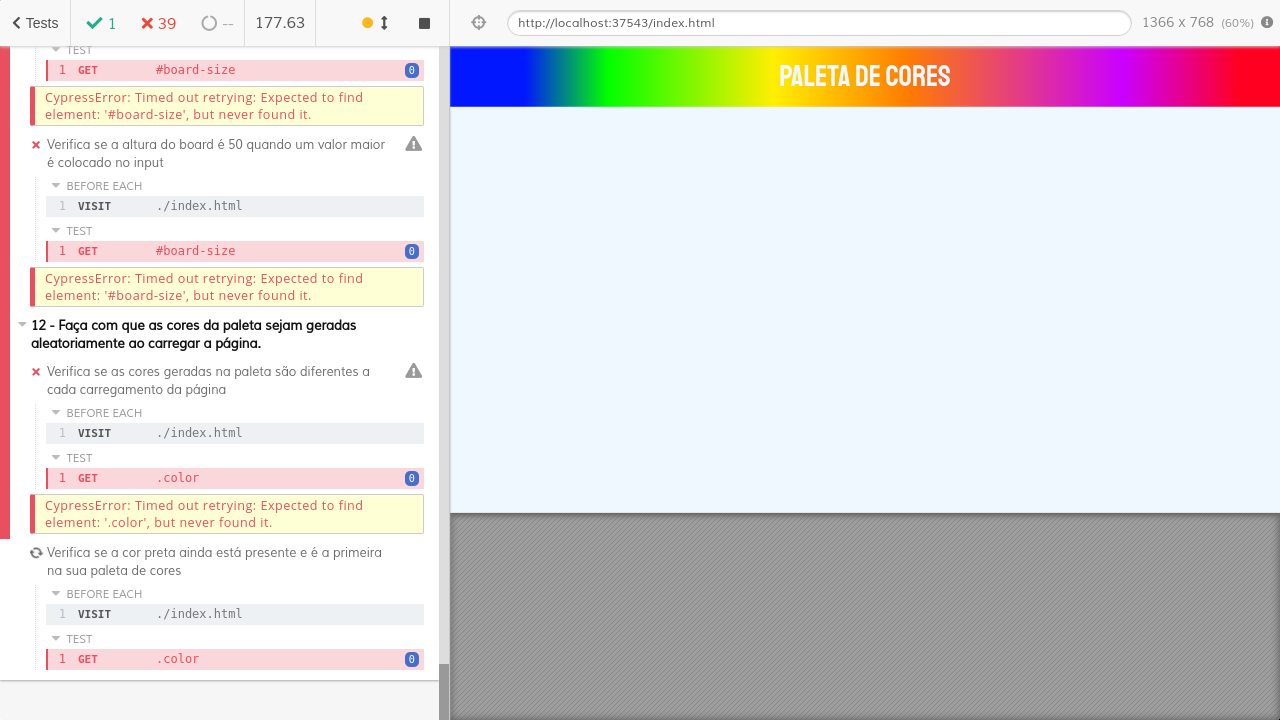 Tests
1
39
--
177.63
http://localhost:37543/index.html
1366 x 768 (60%)
TEST
1 GET #board-size 0
CypressError: Timed out retrying: Expected to find
element: '#board-size', but never found it.
Verifica se a altura do board é 50 quando um valor maior
é colocado no input
BEFORE EACH
1 VISIT ./index.html
TEST
1 GET #board-size 0
CypressError: Timed out retrying: Expected to find
element: '#board-size', but never found it.
12 - Faça com que as cores da paleta sejam geradas
aleatoriamente ao carregar a página.
Verifica se as cores geradas na paleta são diferentes a
cada carregamento da página
BEFORE EACH
1 VISIT ./index.html
TEST
1 GET .color 0
CypressError: Timed out retrying: Expected to find
element: '.color', but never found it.
Verifica se a cor preta ainda está presente e é a primeira
na sua paleta de cores
BEFORE EACH
1 VISIT ./index.html
TEST
1 GET .color 0
PALETA DE CORES